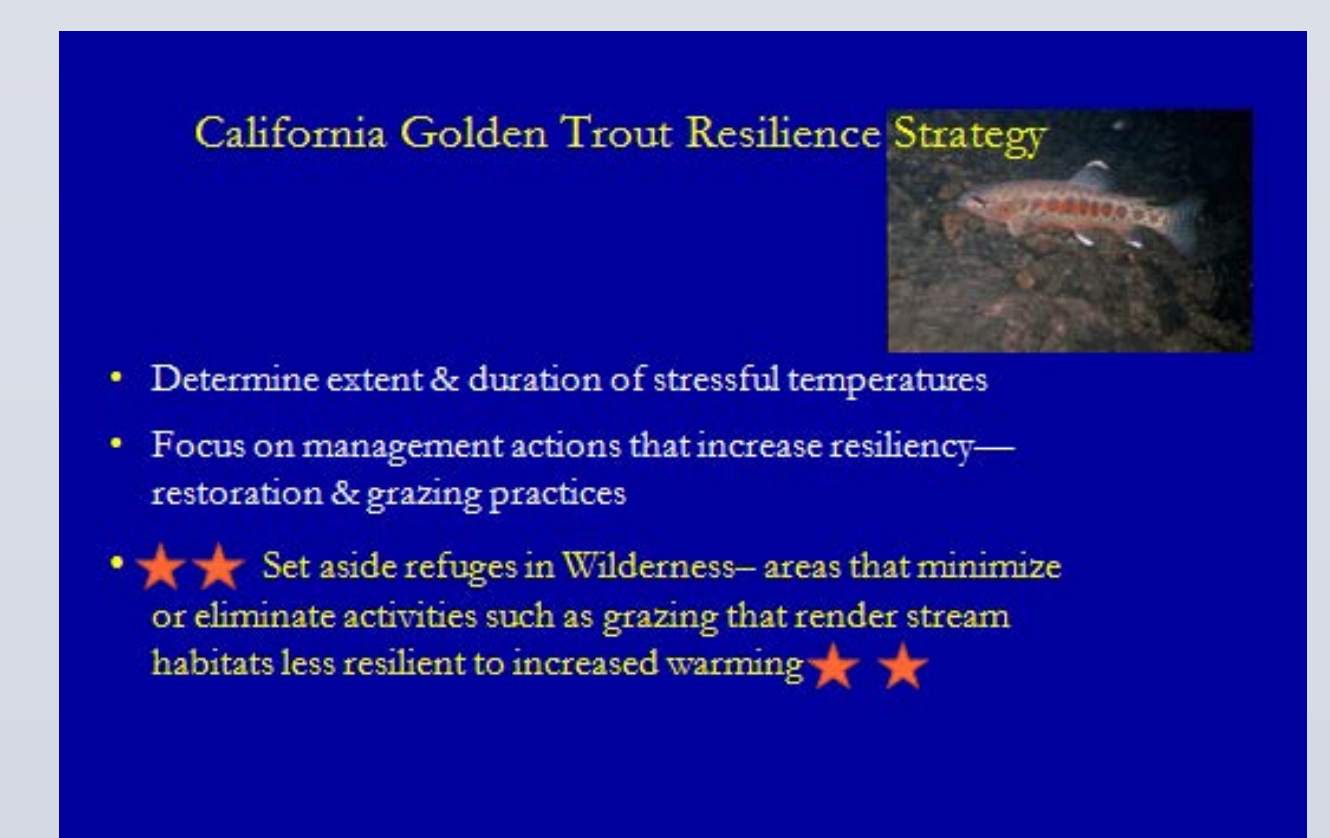 California Golden Trout Resilience Strategy
• Determine extent & duration of stressful temperatures
• Focus on management actions that increase resiliency—
restoration & grazing practices
• Set aside refuges in Wilderness– areas that minimize
or eliminate activities such as grazing that render stream
habitats less resilient to increased warming